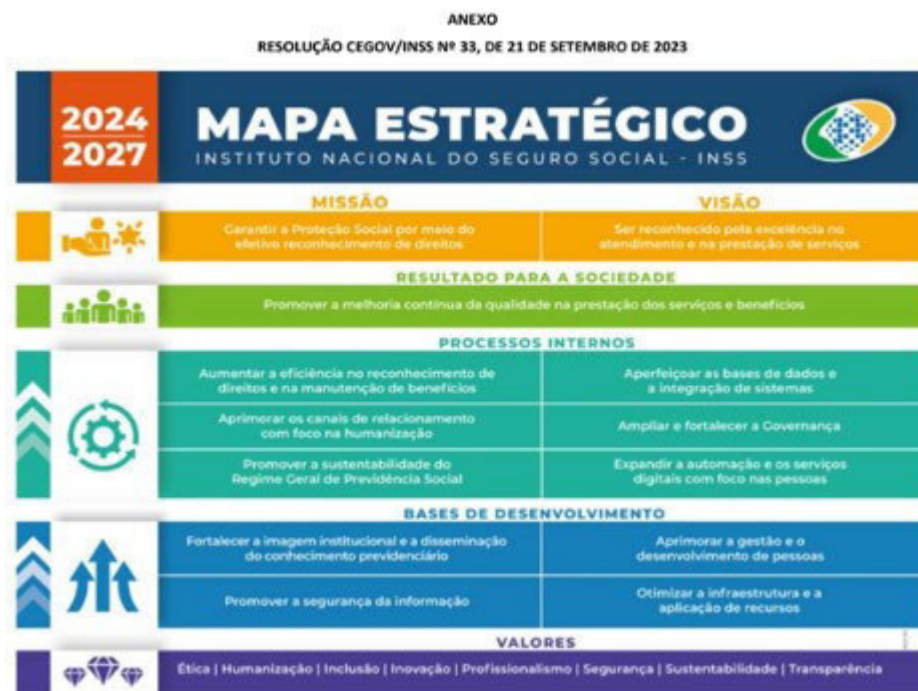 ANEXO
RESOLUÇÃO CEGOV/INSS Nº 33, DE 21 DE SETEMBRO DE 2023
2024
2027
MAPA ESTRATÉGICO
INSTITUTO NACIONAL DO SEGURO SOCIAL - INSS
MISSÃO
Garantir a Proteção Social por meio do
efetivo reconhecimento de direitos
VISÃO
Ser reconhecido pela excelência no
atendimento e na prestação de serviços
RESULTADO PARA A SOCIEDADE
Promover a melhoria contínua da qualidade na prestação dos serviços e benefícios
PROCESSOS INTERNOS
Aumentar a eficiência no reconhecimento de
direitos e na manutenção de benefícios
Aperfeiçoar as bases de dados e
a integração de sistemas
Aprimorar os canais de relacionamento
com foco na humanização
Ampliar e fortalecer a Governança
Promover a sustentabilidade do
Regime Geral de Previdência Social
Expandir a automação e os serviços
digitais com foco nas pessoas
BASES DE DESENVOLVIMENTO
Fortalecer a imagem institucional e a disseminação
do conhecimento previdenciário
Aprimorar a gestão e o
desenvolvimento de pessoas
Promover a segurança da informação
Otimizar a infraestrutura e a
aplicação de recursos
VALORES
Ética | Humanização | Inclusão | Inovação | Profissionalismo | Segurança | Sustentabilidade | Transparência